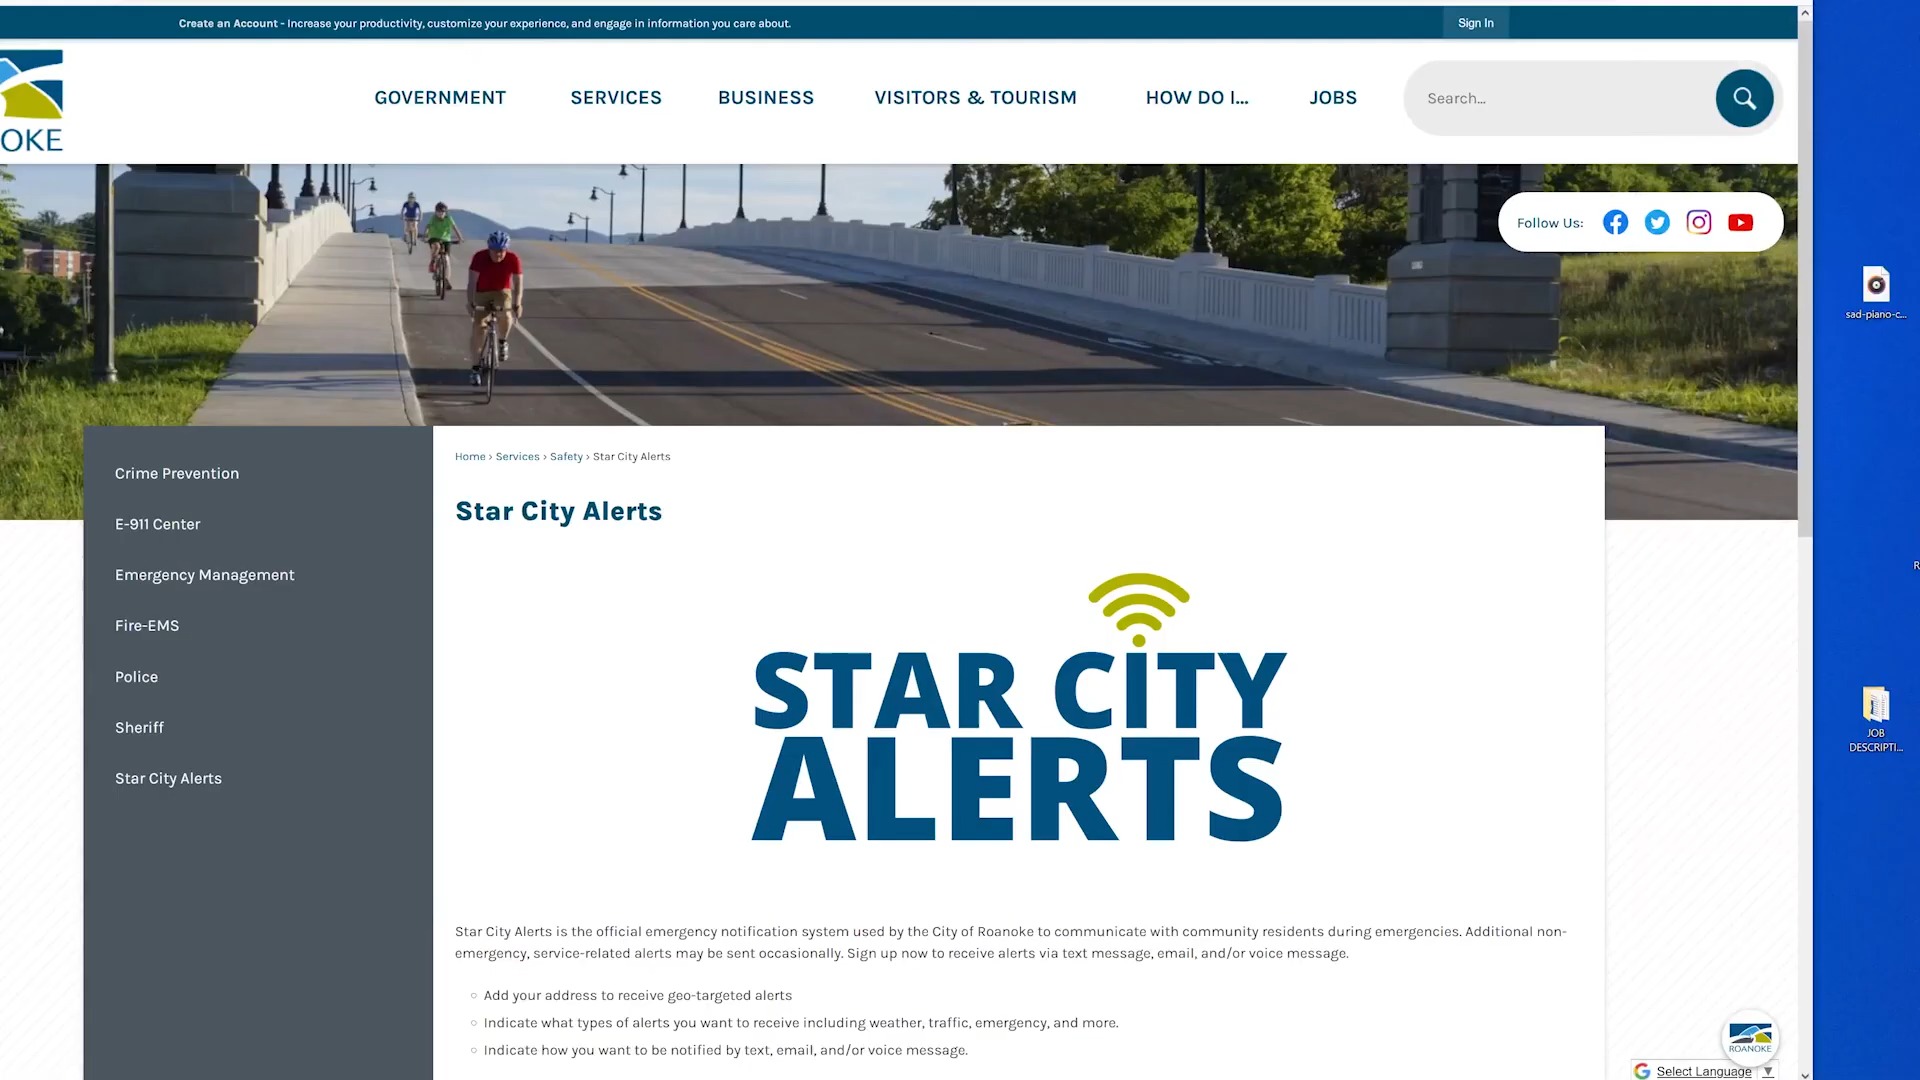 Create an Account - Increase your productivity, customize your experience, and engage in information you care about.
Sign In
OKE
GOVERNMENT
SERVICES
BUSINESS
VISITORS & TOURISM
HOW DO I...
JOBS
Search...
Follow Us:
sad-piano-c...
Crime Prevention
E-911 Center
Emergency Management
Fire-EMS
Police
Sheriff
Star City Alerts
Home › Services › Safety › Star City Alerts
Star City Alerts
STAR CITY
ALERTS
Star City Alerts is the official emergency notification system used by the City of Roanoke to communicate with community residents during emergencies. Additional non-
emergency, service-related alerts may be sent occasionally. Sign up now to receive alerts via text message, email, and/or voice message.
Add your address to receive geo-targeted alerts
Indicate what types of alerts you want to receive including weather, traffic, emergency, and more.
Indicate how you want to be notified by text, email, and/or voice message.
R
JOB
DESCRIPTI...
ROANOKE
Select Language